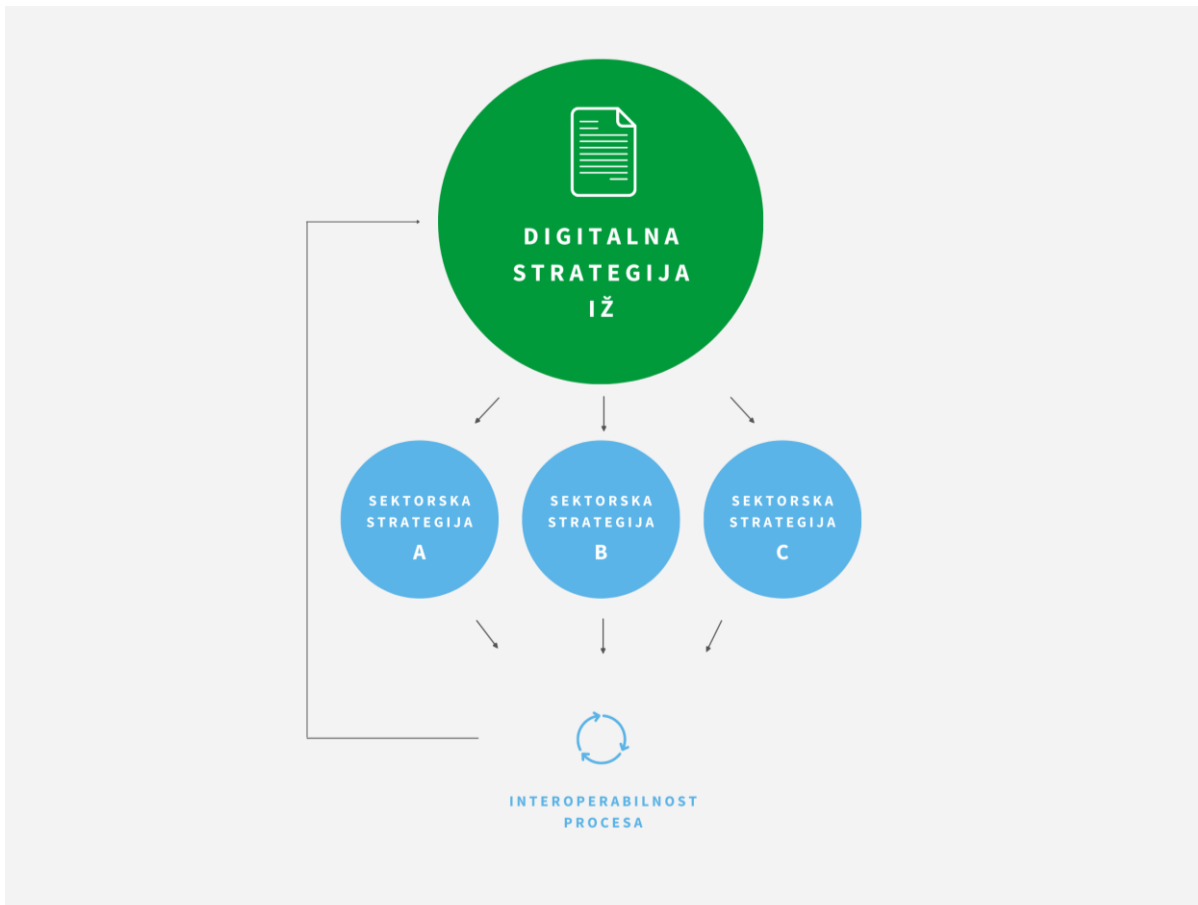 DIGITALNA
STRATEGIJA
IŽ
SEKTORSKA
STRATEGIJA
A
SEKTORSKA
STRATEGIJA
B
SEKTORSKA
STRATEGIJA
C
INTEROPERABILNOST
PROCESA